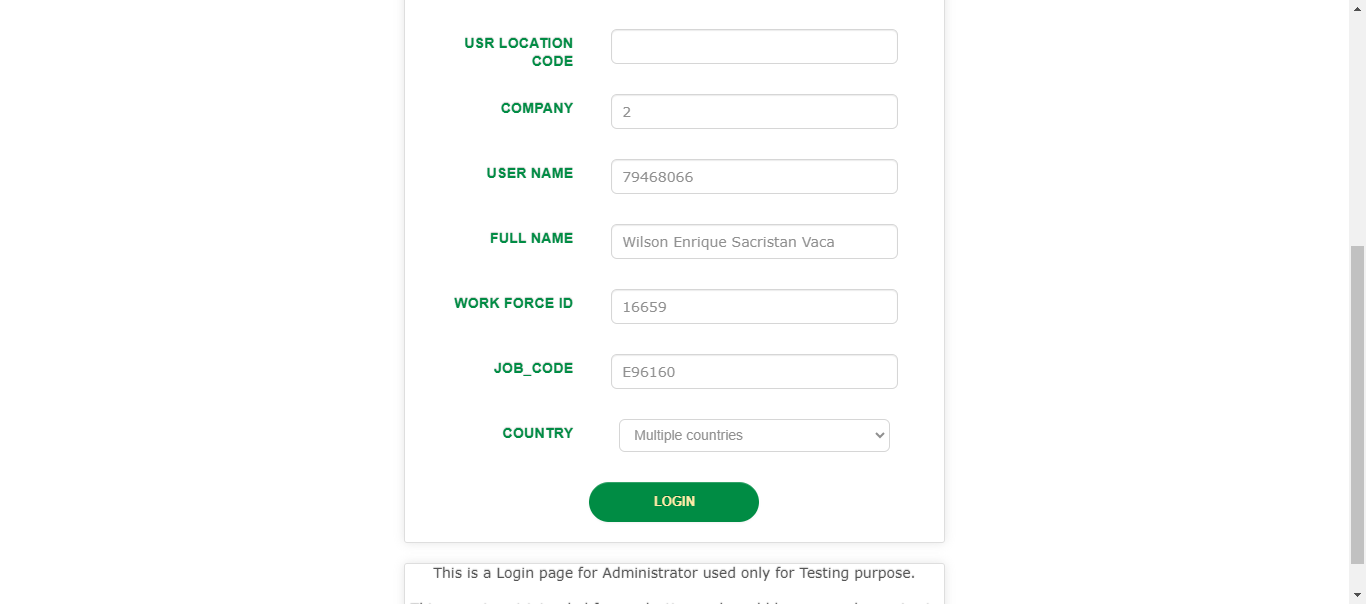 USR LOCATION
CODE
COMPANY
2
USER NAME
79468066
FULL NAME
Wilson Enrique Sacristan Vaca
WORK FORCE ID
16659
JOB_CODE
E96160
COUNTRY
Multiple countries
LOGIN
This is a Login page for Administrator used only for Testing purpose.